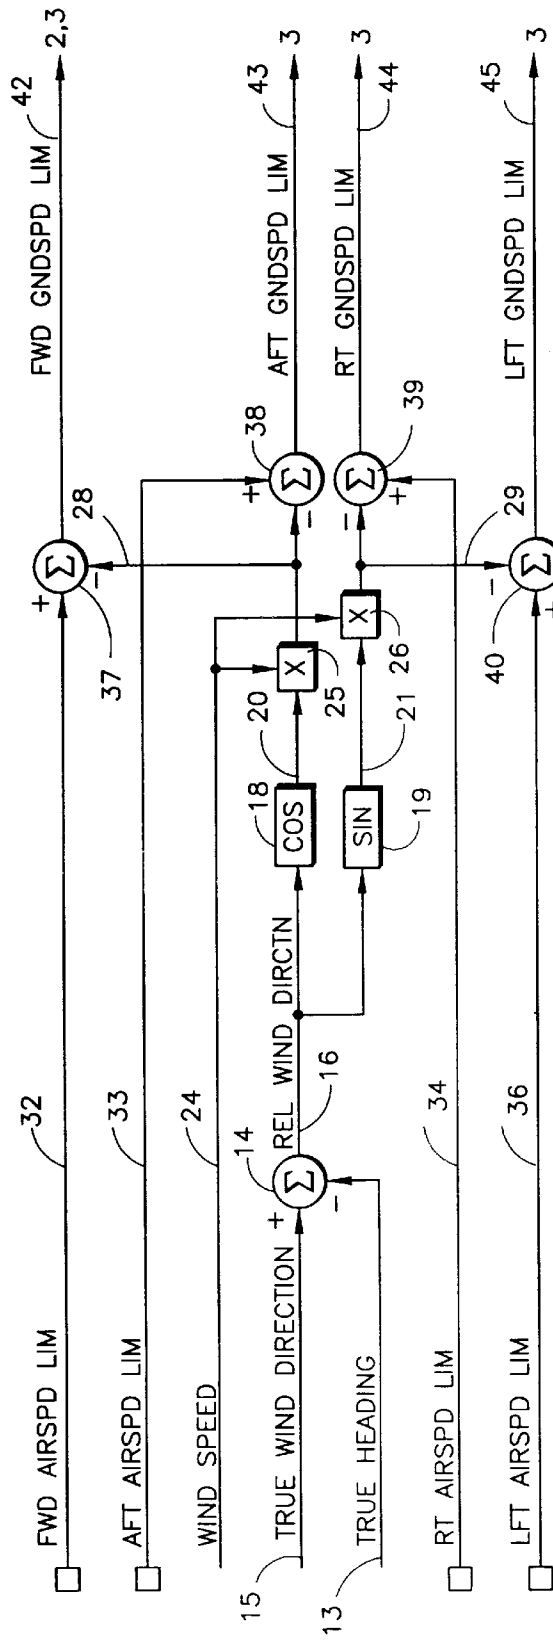 FWD AIRSPD LIM
32
+
Σ
−
37
28
FWD GNDSPD LIM
42
2,3
AFT AIRSPD LIM
33
WIND SPEED
24
+
Σ
−
38
AFT GNDSPD LIM
43
3
TRUE WIND DIRECTION
15
+
Σ
−
14
REL WIND DIRCTN
16
COS
18
20
X
25
TRUE HEADING
13
SIN
19
21
X
26
−
Σ
+
39
RT GNDSPD LIM
44
3
RT AIRSPD LIM
34
29
LFT AIRSPD LIM
36
−
Σ
+
40
LFT GNDSPD LIM
45
3